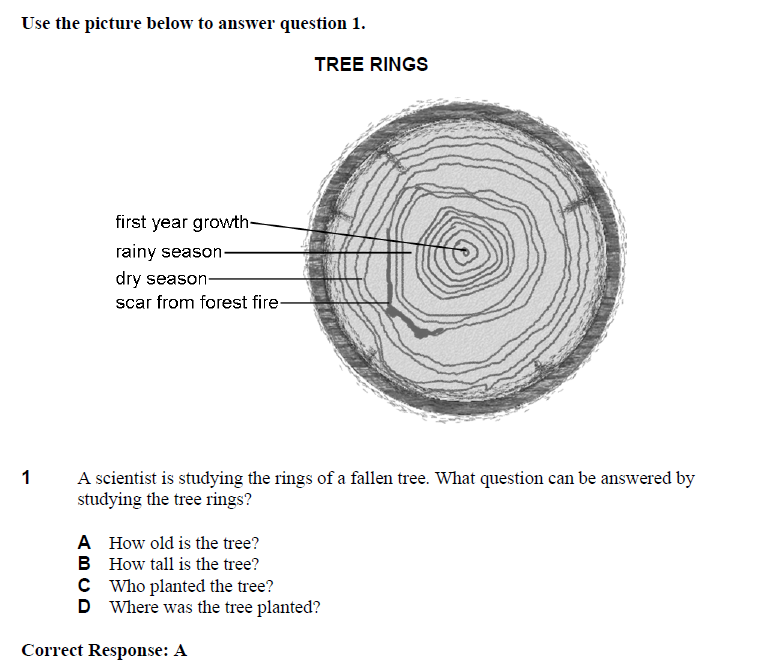 Use the picture below to answer question 1.
TREE RINGS
first year growth
rainy season
dry season
scar from forest fire
1 A scientist is studying the rings of a fallen tree. What question can be answered by
studying the tree rings?
A How old is the tree?
B How tall is the tree?
C Who planted the tree?
D Where was the tree planted?
Correct Response: A